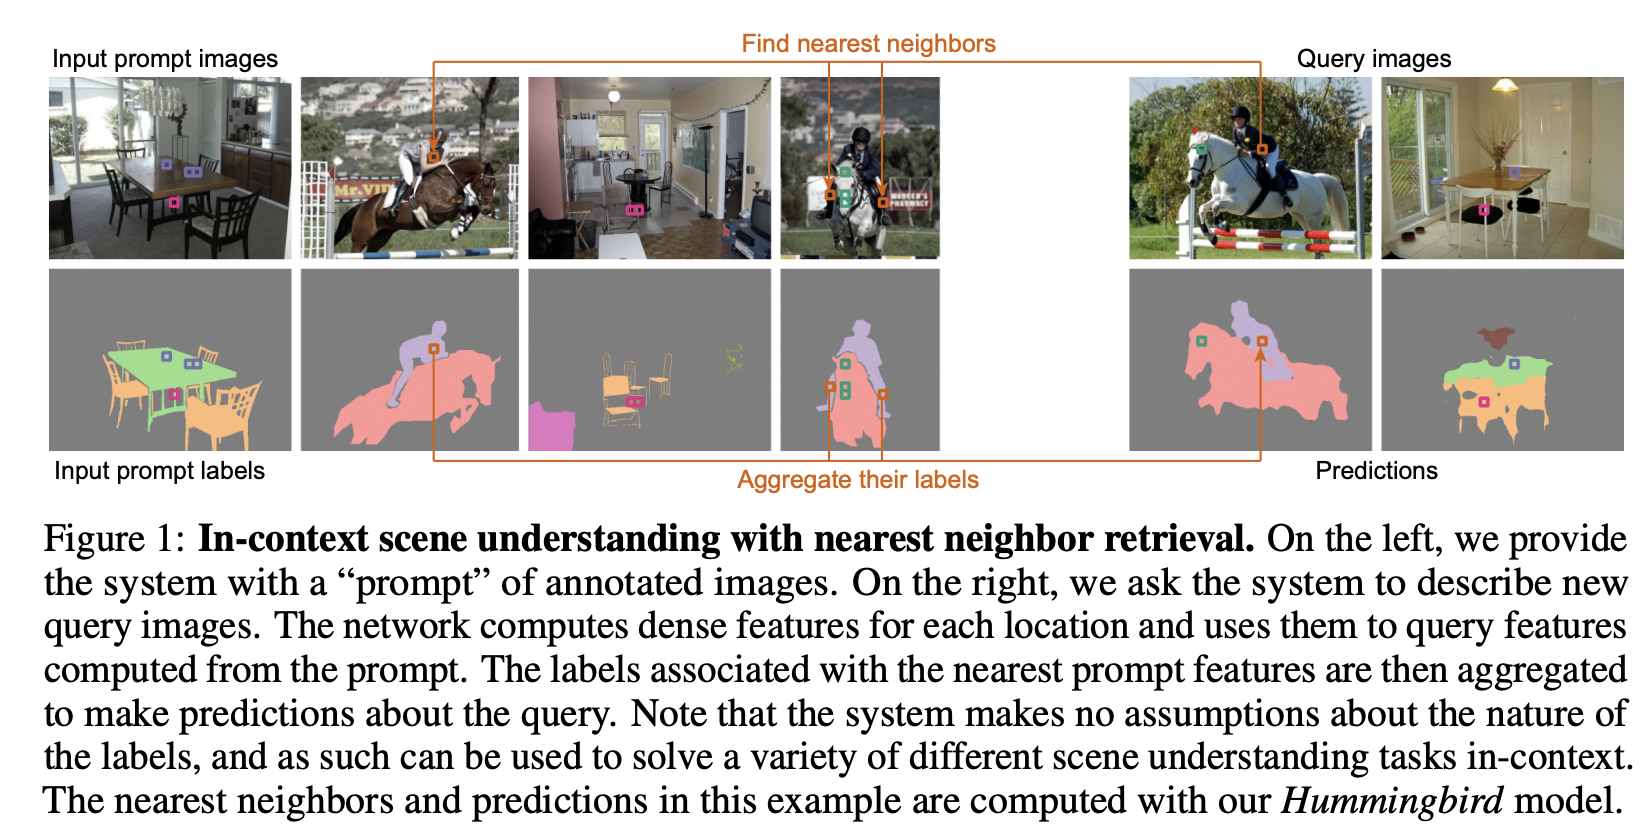 Find nearest neighbors
Input prompt images
Query images
Mr.VID
PHARMACY
Input prompt labels
Aggregate their labels
Predictions
Figure 1: In-context scene understanding with nearest neighbor retrieval. On the left, we provide
the system with a “prompt” of annotated images. On the right, we ask the system to describe new
query images. The network computes dense features for each location and uses them to query features
computed from the prompt. The labels associated with the nearest prompt features are then aggregated
to make predictions about the query. Note that the system makes no assumptions about the nature of
the labels, and as such can be used to solve a variety of different scene understanding tasks in-context.
The nearest neighbors and predictions in this example are computed with our Hummingbird model.